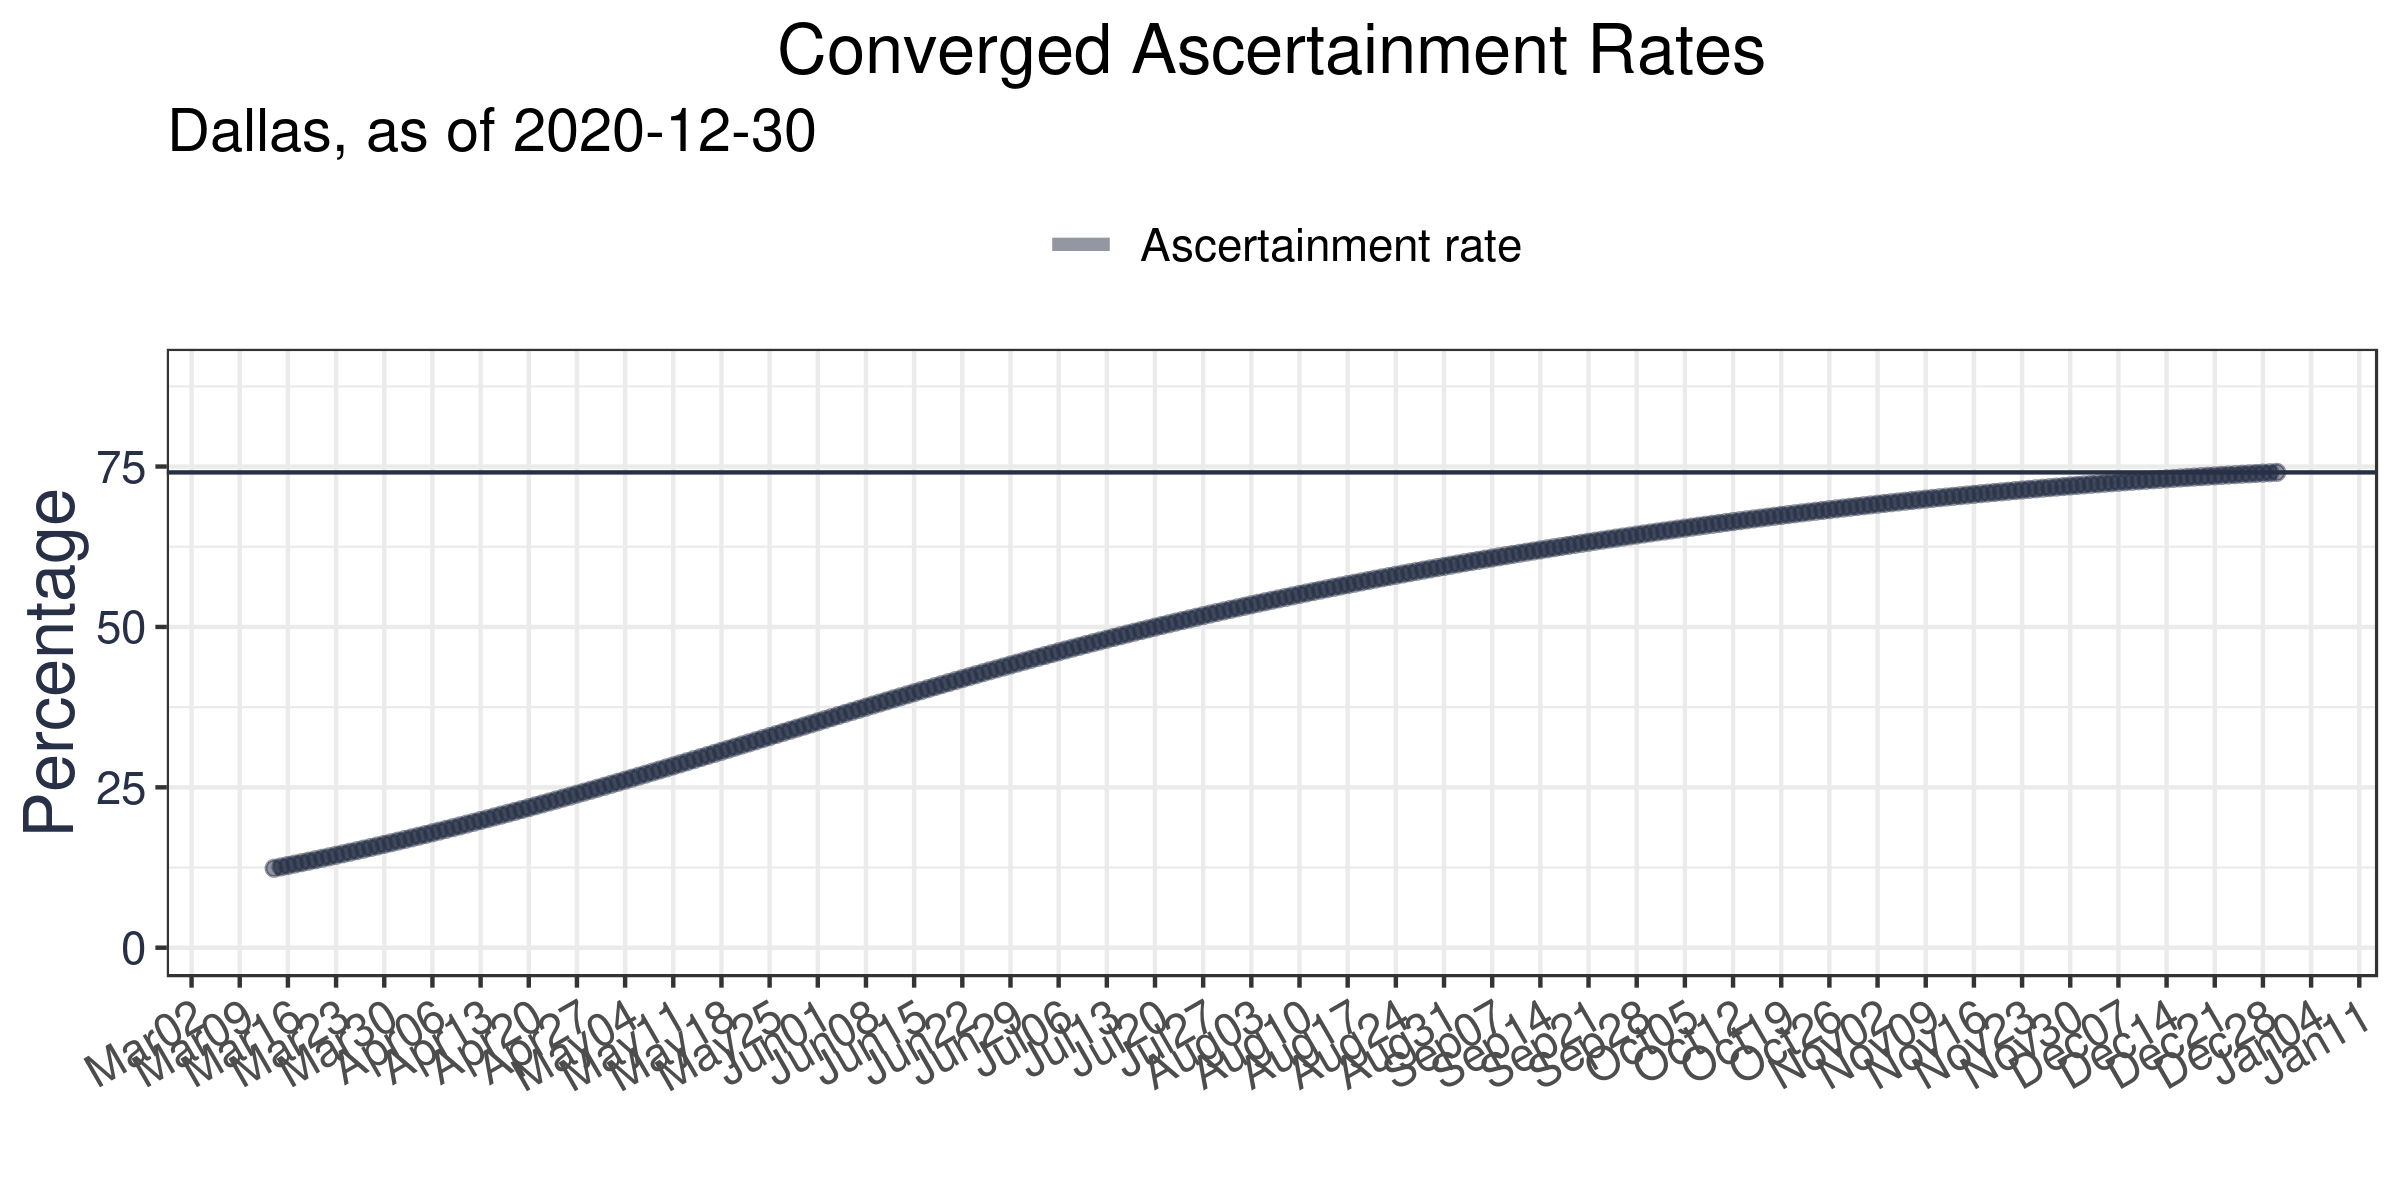 Converged Ascertainment Rates
Dallas, as of 2020-12-30
Ascertainment rate
Percentage
75
50
25
0
Mar02
Mar09
Mar16
Mar23
Mar30
Apr06
Apr13
Apr20
Apr27
May04
May11
May18
May25
Jun01
Jun08
Jun15
Jun22
Jun29
Jul06
Jul13
Jul20
Jul27
Aug03
Aug10
Aug17
Aug24
Aug31
Sep07
Sep14
Sep21
Sep28
Oct05
Oct12
Oct19
Oct26
Nov02
Nov09
Nov16
Nov23
Nov30
Dec07
Dec14
Dec21
Dec28
Jan04
Jan11